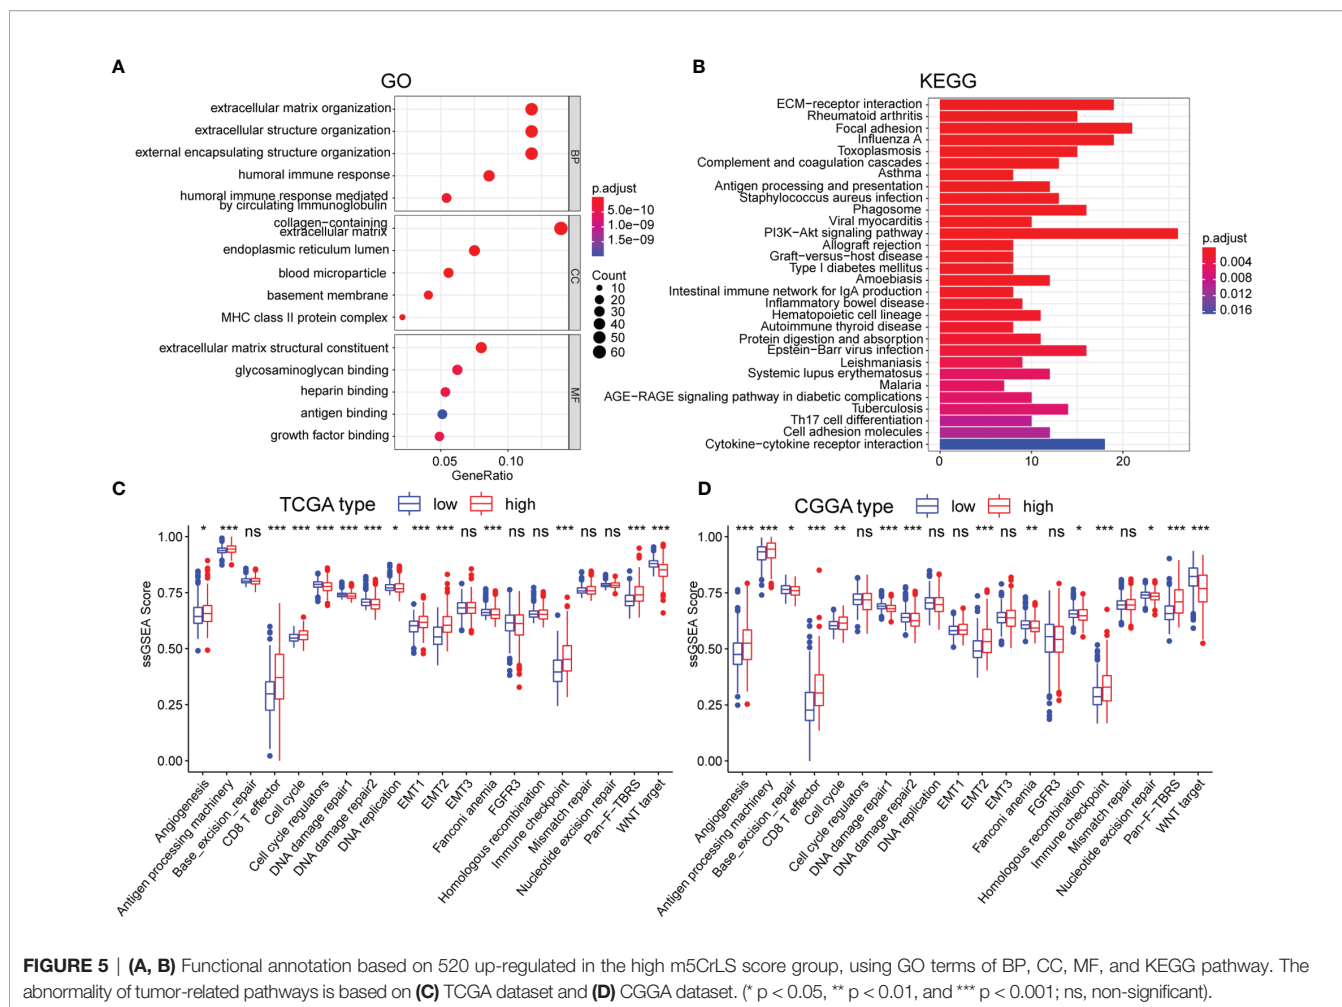 A
GO
extracellular matrix organization
extracellular structure organization
external encapsulating structure organization
humoral immune response
humoral immune response mediated
by circulating immunoglobulin
collagen−containing
extracellular matrix
endoplasmic reticulum lumen
blood microparticle
basement membrane
MHC class II protein complex
extracellular matrix structural constituent
glycosaminoglycan binding
heparin binding
antigen binding
growth factor binding
BP
CC
MF
0.05
0.10
GeneRatio
p.adjust
5.0e−10
1.0e−09
1.5e−09
Count
10
20
30
40
50
60
B
KEGG
ECM−receptor interaction
Rheumatoid arthritis
Focal adhesion
Influenza A
Toxoplasmosis
Complement and coagulation cascades
Asthma
Antigen processing and presentation
Staphylococcus aureus infection
Phagosome
Viral myocarditis
PI3K−Akt signaling pathway
Allograft rejection
Graft−versus−host disease
Type I diabetes mellitus
Amoebiasis
Intestinal immune network for IgA production
Inflammatory bowel disease
Hematopoietic cell lineage
Autoimmune thyroid disease
Protein digestion and absorption
Epstein−Barr virus infection
Leishmaniasis
Systemic lupus erythematosus
Malaria
AGE−RAGE signaling pathway in diabetic complications
Tuberculosis
Th17 cell differentiation
Cell adhesion molecules
Cytokine−cytokine receptor interaction
0
10
20
p.adjust
0.004
0.008
0.012
0.016
C
TCGA type
low
high
* *** ns *** *** *** *** *** * *** *** ns *** ns ns *** ns ns *** ***
1.00
0.75
0.50
0.25
0.00
ssGSEA Score
Angiogenesis
Antigen processing machinery
Base_excision_repair
CD8 T effector
Cell cycle
Cell cycle regulators
DNA damage repair1
DNA damage repair2
DNA replication
EMT1
EMT2
EMT3
Fanconi anemia
FGFR3
Homologous recombination
Immune checkpoint
Mismatch repair
Nucleotide excision repair
Pan−F−TBRS
WNT target
D
CGGA type
low
high
*** *** * *** ** ns *** *** ns ns *** ns ** ns * *** ns * *** ***
1.00
0.75
0.50
0.25
0.00
ssGSEA Score
Angiogenesis
Antigen processing machinery
Base_excision_repair
CD8 T effector
Cell cycle
Cell cycle regulators
DNA damage repair1
DNA damage repair2
DNA replication
EMT1
EMT2
EMT3
Fanconi anemia
FGFR3
Homologous recombination
Immune checkpoint
Mismatch repair
Nucleotide excision repair
Pan−F−TBRS
WNT target
FIGURE 5 | (A, B) Functional annotation based on 520 up-regulated in the high m5CrLS score group, using GO terms of BP, CC, MF, and KEGG pathway. The
abnormality of tumor-related pathways is based on (C) TCGA dataset and (D) CGGA dataset. (* p < 0.05, ** p < 0.01, and *** p < 0.001; ns, non-significant).